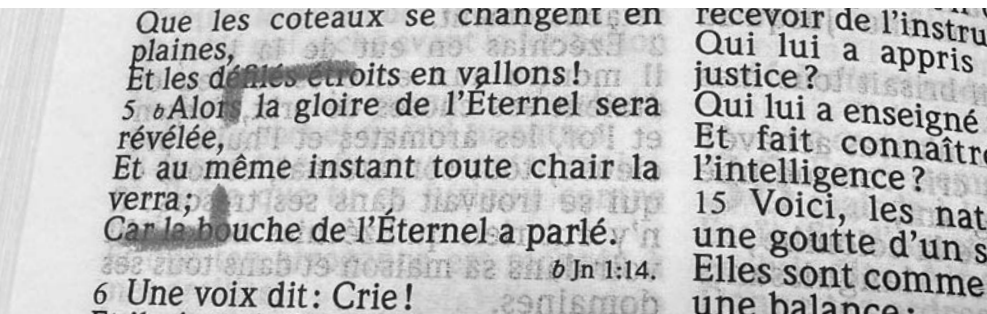 Que les coteaux se changent en
plaines,
Et les défilés étroits en vallons!
5 bAlors la gloire de l'Éternel sera
révélée,
Et au même instant toute chair la
verra;
Car la bouche de l'Éternel a parlé.
b Jn 1:14.
6 Une voix dit: Crie!
recevoir de l'instru
Qui lui a appris
justice?
Qui lui a enseigné
Et fait connaître
l'intelligence?
15 Voici, les nat
une goutte d'un s
Elles sont comme
une balance;